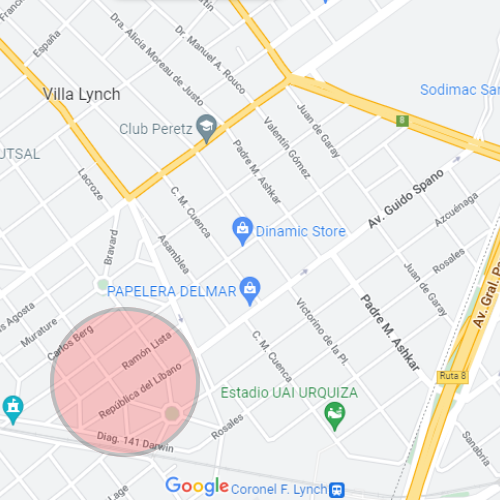 Dra. Alicia Moreau de Justo
Dr. Manuel A. Rouco
España
Villa Lynch
Sodimac San
Juan de Garay
Club Peretz
8
Valentín Gómez
UTSAL
Padre M. Ashkar
Lacroze
C. M. Cuenca
Av. Guido Spano
Azcuénaga
Dinamic Store
Bravard
Asamblea
Rosales
Juan de Garay
PAPELERA DELMAR
Av. Gral. Pa
s Agosta
Murature
Carlos Berg
Ramón Lista
Victorino de la Pl.
Padre M. Ashkar
C. M. Cuenca
República del Líbano
Ruta 8
Estadio UAI URQUIZA
Rosales
Diag. 141 Darwin
Sanabria
Lage
Google
Coronel F. Lynch